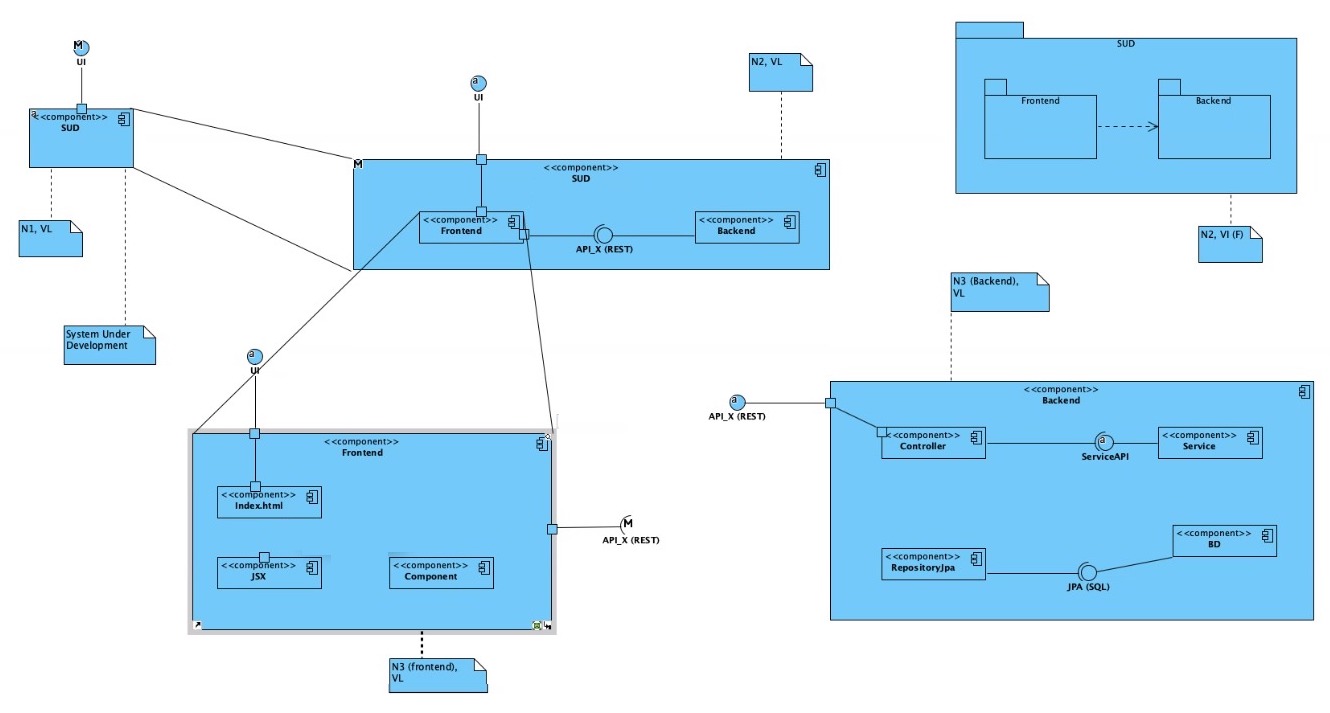 M
UI
a
<<component>>
SUD
N1, VL
System Under
Development
a
UI
N2, VL
M
<<component>>
SUD
<<component>>
Frontend
API_X (REST)
<<component>>
Backend
SUD
Frontend
Backend
N2, VI (F)
a
UI
<<component>>
Frontend
<<component>>
Index.html
<<component>>
JSX
<<component>>
Component
M
API_X (REST)
N3 (frontend),
VL
N3 (Backend),
VL
a
API_X (REST)
<<component>>
Backend
<<component>>
Controller
a
ServiceAPI
<<component>>
Service
<<component>>
RepositoryJpa
JPA (SQL)
<<component>>
BD